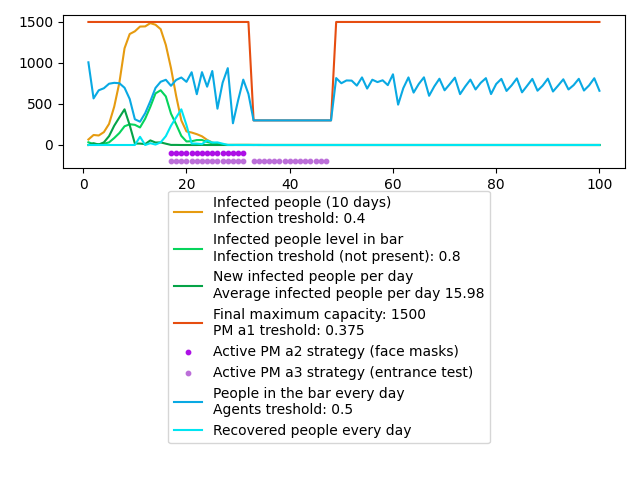 1500
1000
500
0
0 20 40 60 80 100
Infected people (10 days)
Infection treshold: 0.4
Infected people level in bar
Infection treshold (not present): 0.8
New infected people per day
Average infected people per day 15.98
Final maximum capacity: 1500
PM a1 treshold: 0.375
Active PM a2 strategy (face masks)
Active PM a3 strategy (entrance test)
People in the bar every day
Agents treshold: 0.5
Recovered people every day